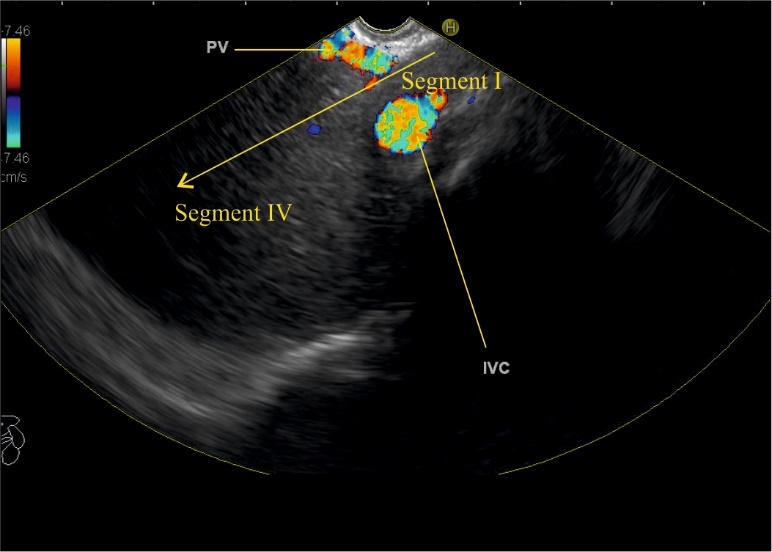 -7.46
H
PV
Segment I
7.46
cm/s
Segment IV
IVC